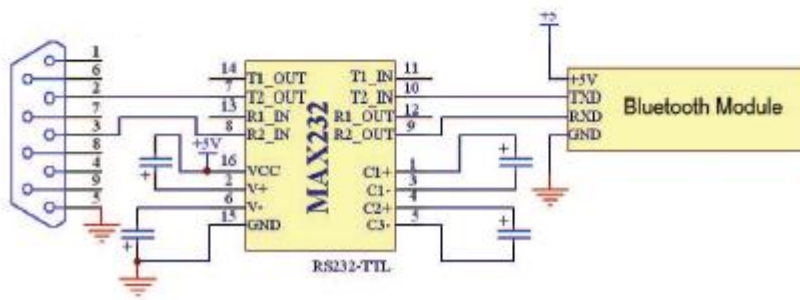 +5
1
6
2
7
3
8
4
9
5
14 T1_OUT T1_IN 11
7 T2_OUT T2_IN 10
13 R1_IN R1_OUT 12
8 R2_IN R2_OUT 9
+5V
16 VCC C1+ 1
2 V+ C1- 3
6 V- C2+ 4
15 GND C3- 5
MAX232
RS232-TTL
+
+
+
+
+5V
TXD
RXD
GND
Bluetooth Module